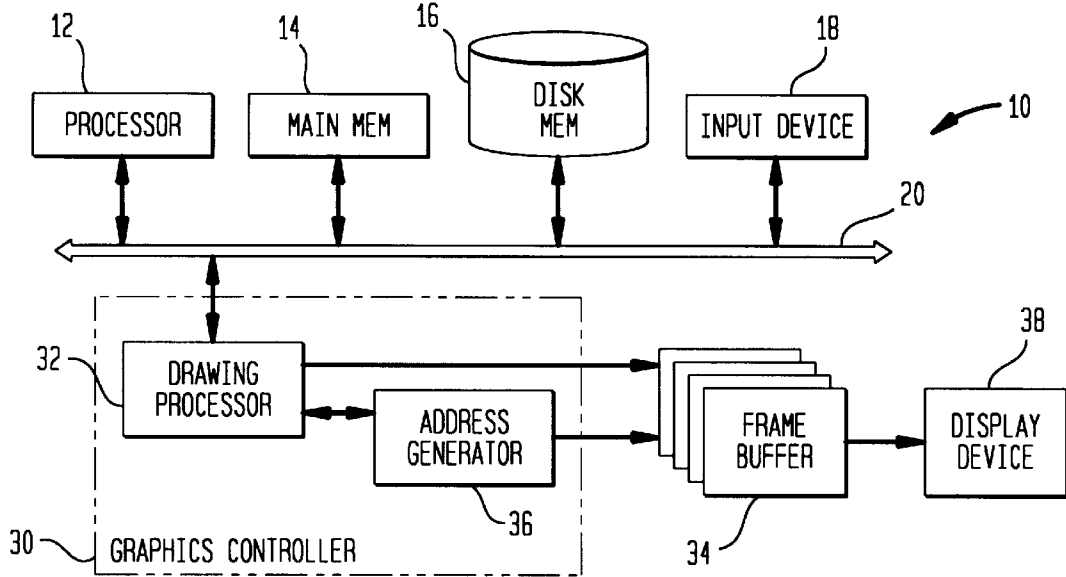 12
14
16
18
PROCESSOR
MAIN MEM
DISK
MEM
INPUT DEVICE
10
20
32
DRAWING
PROCESSOR
ADDRESS
GENERATOR
FRAME
BUFFER
38
DISPLAY
DEVICE
36
34
30
GRAPHICS CONTROLLER